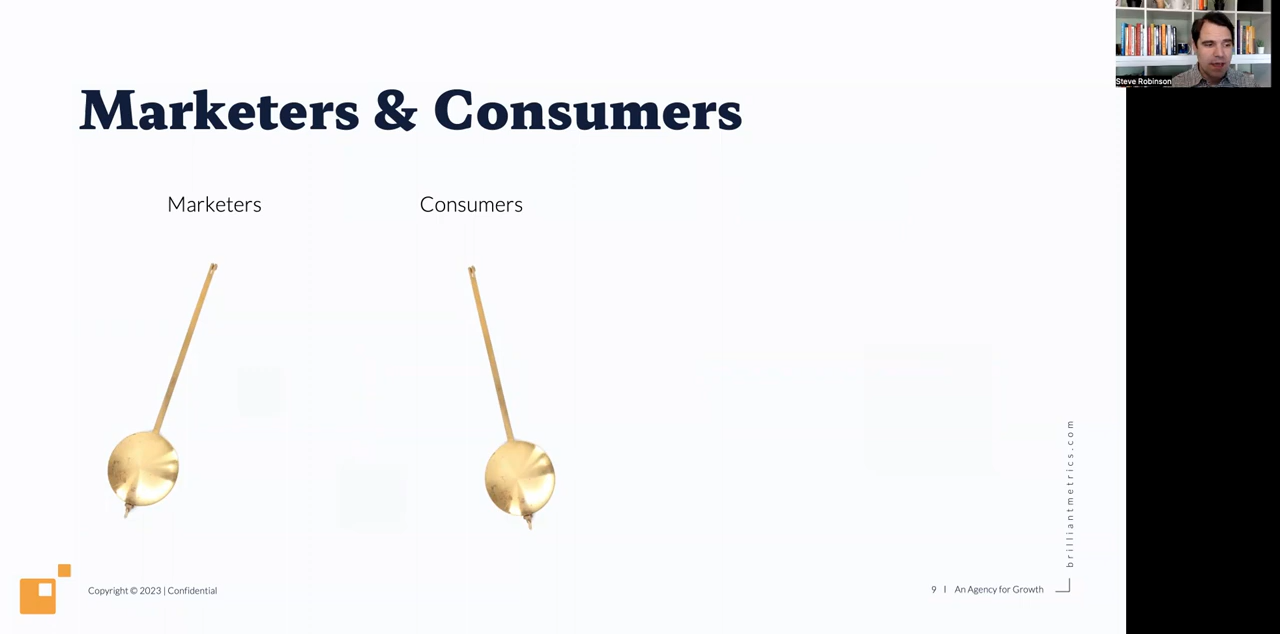 Steve Robinson
Marketers & Consumers
Marketers
Consumers
brilliantmetrics.com
Copyright © 2023 | Confidential
9 | An Agency for Growth